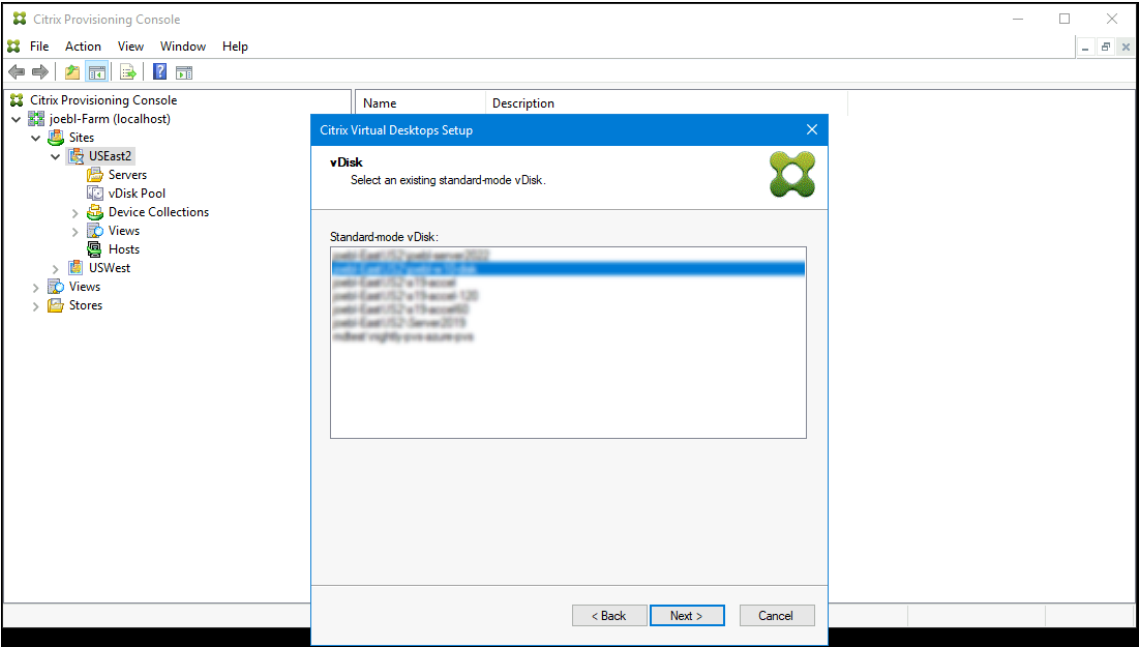 Citrix Provisioning Console
File Action View Window Help
Citrix Provisioning Console
joebl-Farm (localhost)
Sites
USEast2
Servers
vDisk Pool
Device Collections
Views
Hosts
USWest
Views
Stores
Name Description
Citrix Virtual Desktops Setup
vDisk
Select an existing standard-mode vDisk.
Standard-mode vDisk:
< Back Next > Cancel